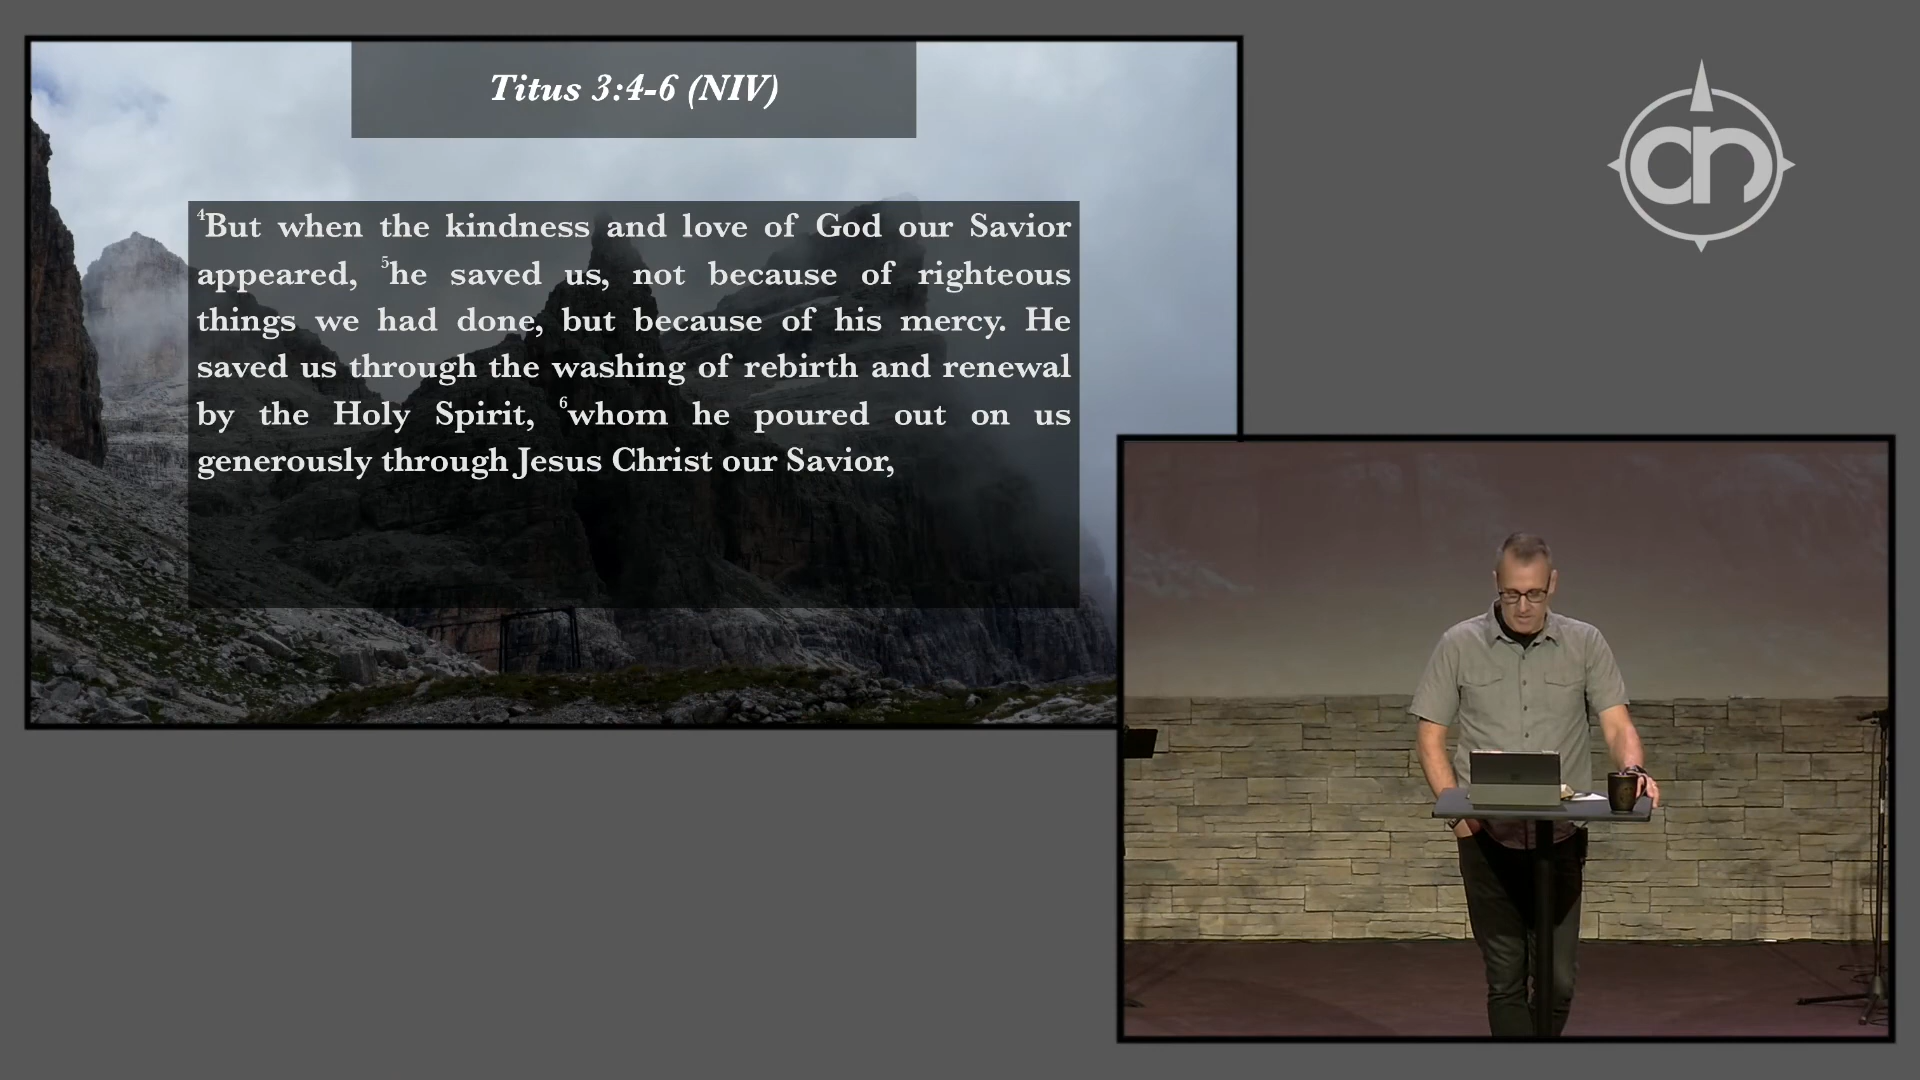 Titus 3:4-6 (NIV)
⁴But when the kindness and love of God our Savior
appeared, ⁵he saved us, not because of righteous
things we had done, but because of his mercy. He
saved us through the washing of rebirth and renewal
by the Holy Spirit, ⁶whom he poured out on us
generously through Jesus Christ our Savior,
cn